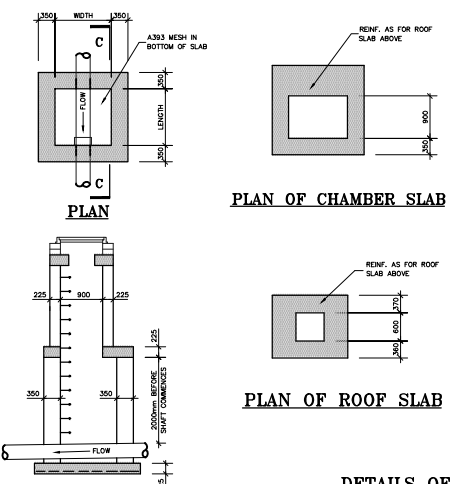 350 WIDTH 350
C
A393 MESH IN
BOTTOM OF SLAB
FLOW
350
LENGTH
350
C
PLAN
REINF. AS FOR ROOF
SLAB ABOVE
900
350
PLAN OF CHAMBER SLAB
225 900 225
225
350 350
2000mm BEFORE
SHAFT COMMENCES
FLOW
REINF. AS FOR ROOF
SLAB ABOVE
370
600
360
PLAN OF ROOF SLAB
DETAILS OF